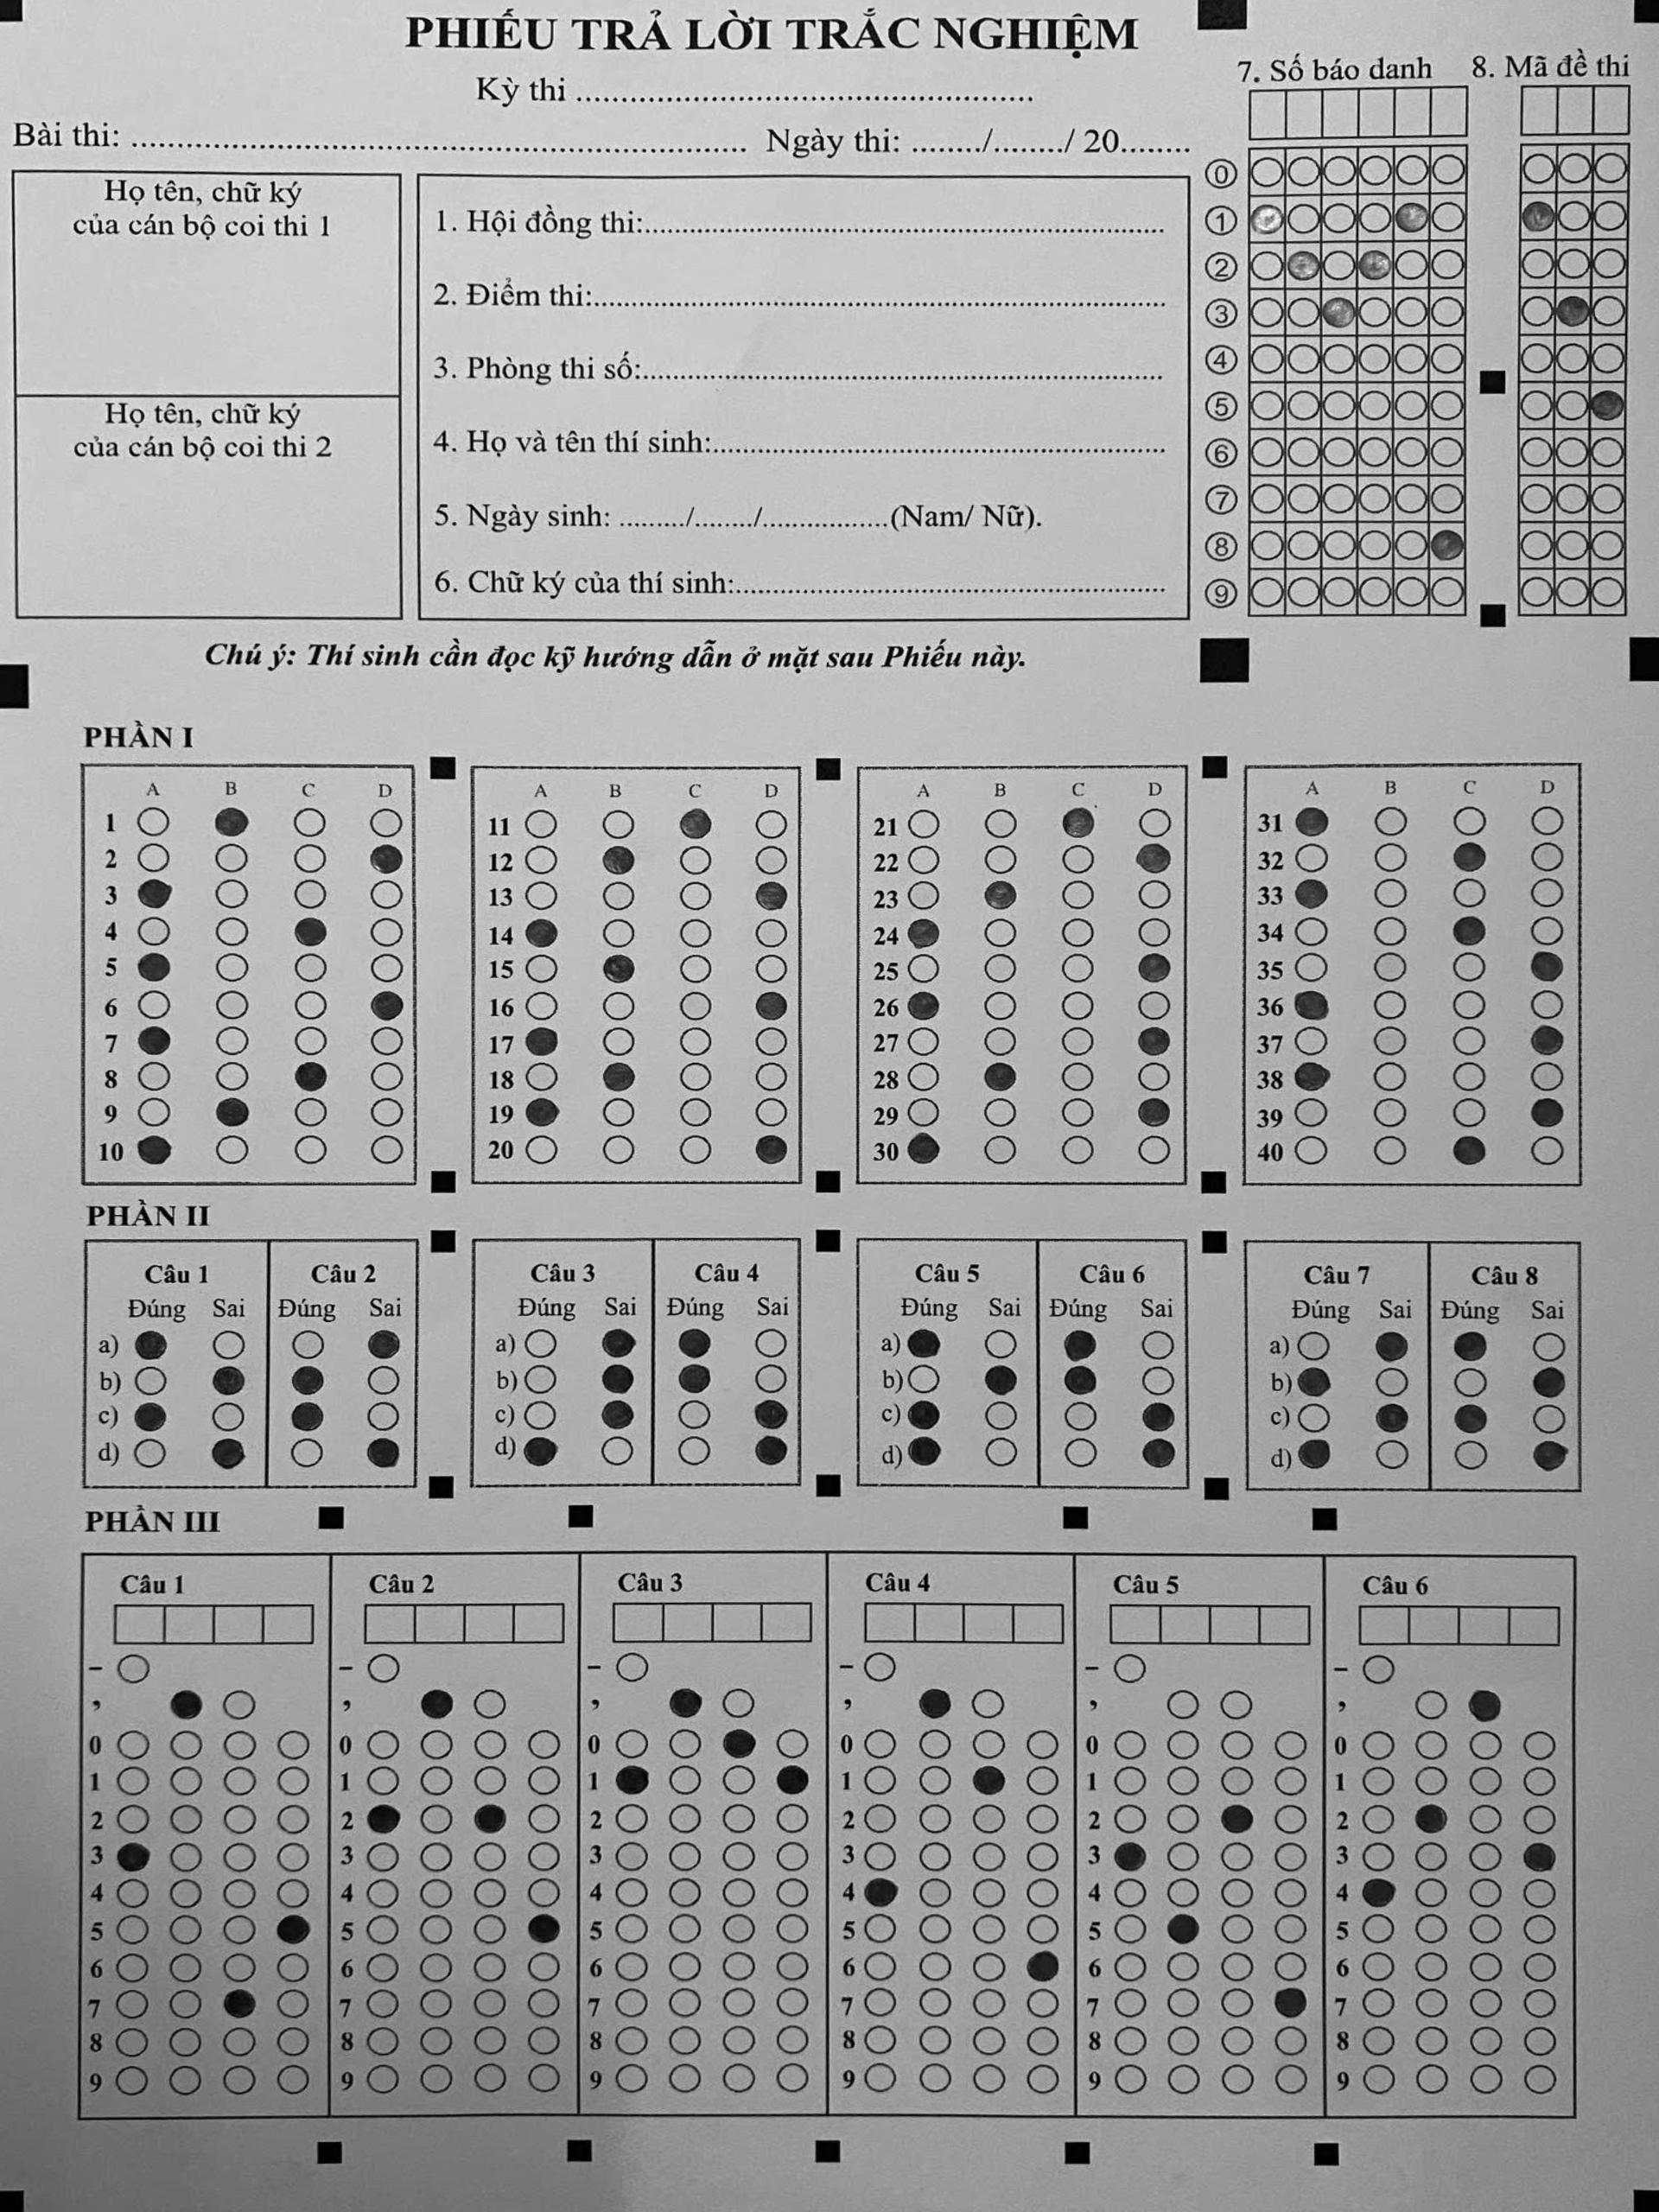 PHIẾU TRẢ LỜI TRẮC NGHIỆM
Kỳ thi ..................................................
Bài thi: .................................................................... Ngày thi: ......../......../ 20........
7. Số báo danh 8. Mã đề thi
Họ tên, chữ ký
của cán bộ coi thi 1
Họ tên, chữ ký
của cán bộ coi thi 2
1. Hội đồng thi:..........................................................
2. Điểm thi:................................................................
3. Phòng thi số:..........................................................
4. Họ và tên thí sinh:..................................................
5. Ngày sinh: ......../......../..............(Nam/ Nữ).
6. Chữ ký của thí sinh:................................................
0
1
2
3
4
5
6
7
8
9
Chú ý: Thí sinh cần đọc kỹ hướng dẫn ở mặt sau Phiếu này.
PHẦN I
A B C D A B C D A B C D A B C D
1 11 21 31
2 12 22 32
3 13 23 33
4 14 24 34
5 15 25 35
6 16 26 36
7 17 27 37
8 18 28 38
9 19 29 39
10 20 30 40
PHẦN II
Câu 1 Câu 2 Câu 3 Câu 4 Câu 5 Câu 6 Câu 7 Câu 8
Đúng Sai Đúng Sai Đúng Sai Đúng Sai Đúng Sai Đúng Sai Đúng Sai Đúng Sai
a) a) a) a)
b) b) b) b)
c) c) c) c)
d) d) d) d)
PHẦN III
Câu 1 Câu 2 Câu 3 Câu 4 Câu 5 Câu 6
- - - - - -
, , , , , ,
0 0 0 0 0 0
1 1 1 1 1 1
2 2 2 2 2 2
3 3 3 3 3 3
4 4 4 4 4 4
5 5 5 5 5 5
6 6 6 6 6 6
7 7 7 7 7 7
8 8 8 8 8 8
9 9 9 9 9 9